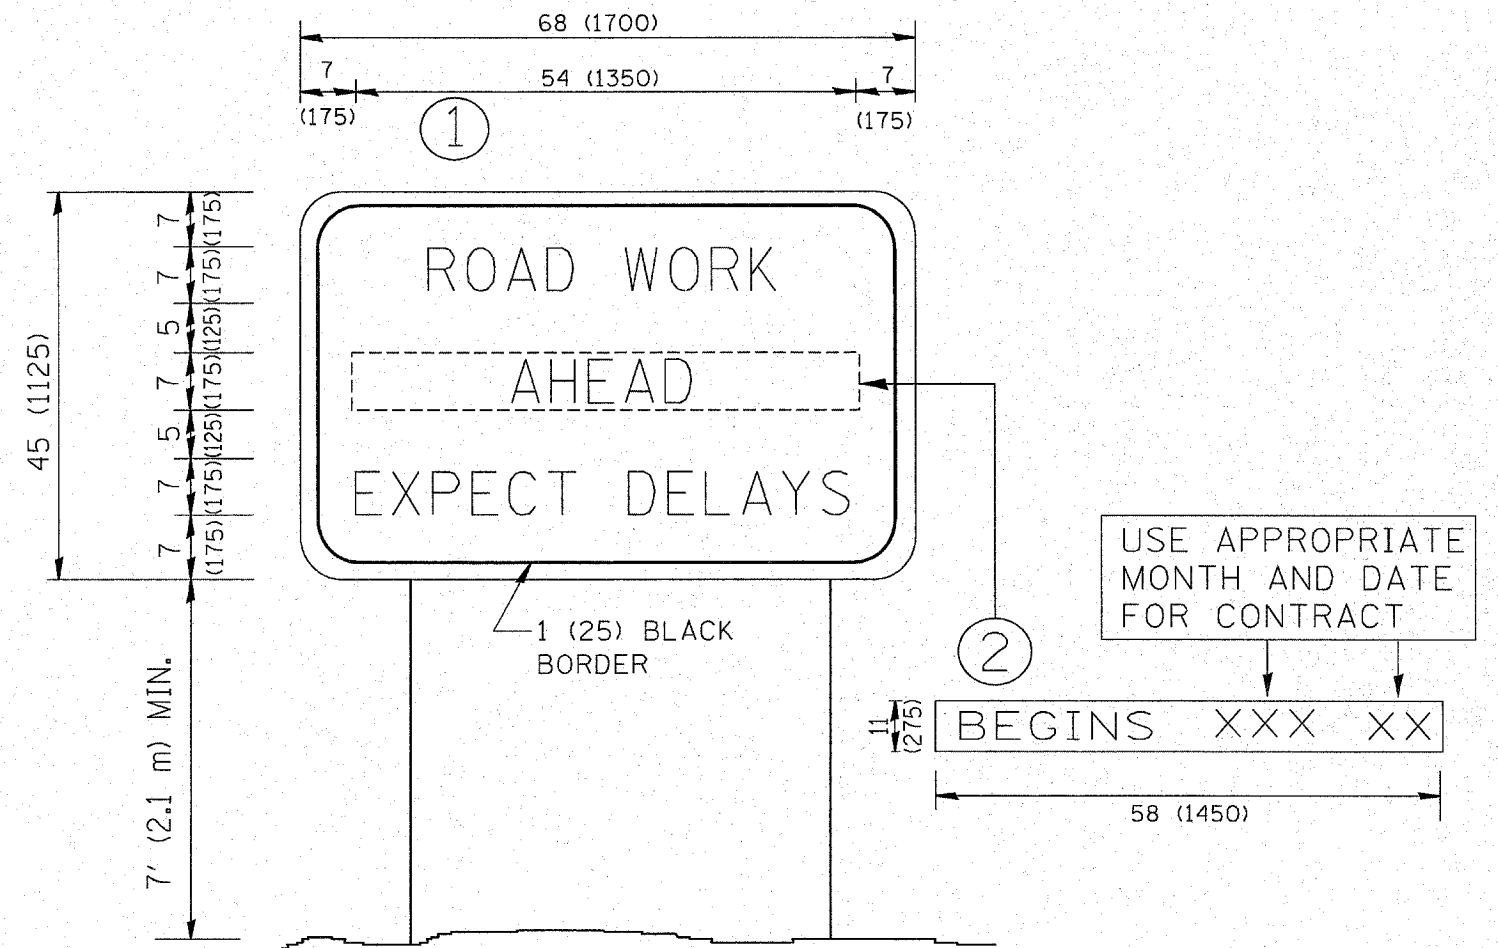 68 (1700)
7
54 (1350)
7
(175)
(175)
1
45 (1125)
7 (175)
7 (175)
5 (125)
7 (175)
5 (125)
7 (175)
7 (175)
ROAD WORK
AHEAD
EXPECT DELAYS
1 (25) BLACK
BORDER
7' (2.1 m) MIN.
2
USE APPROPRIATE
MONTH AND DATE
FOR CONTRACT
11
(275)
BEGINS XXX XX
58 (1450)